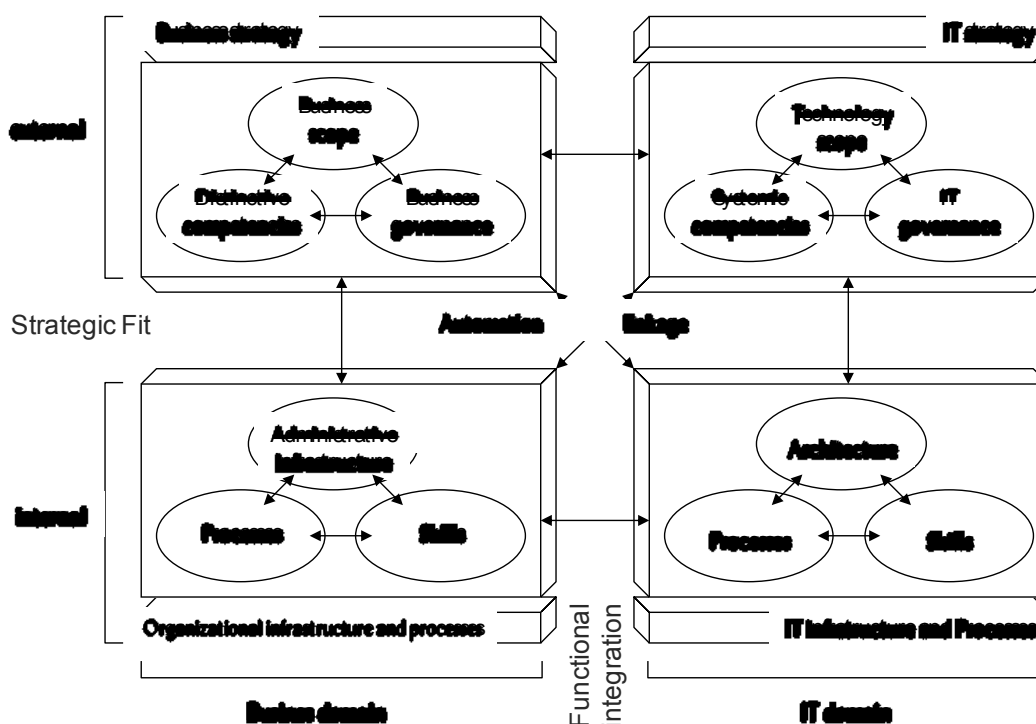 Business strategy
IT strategy
external
Business
scope
Technology
scope
Distinctive
competencies
Business
governance
Systemic
competencies
IT
governance
Strategic Fit
Automation
linkage
Administrative
infrastructure
Architecture
internal
Processes
Skills
Processes
Skills
Organizational infrastructure and processes
IT Infrastructure and Processes
Functional
integration
Business domain
IT domain